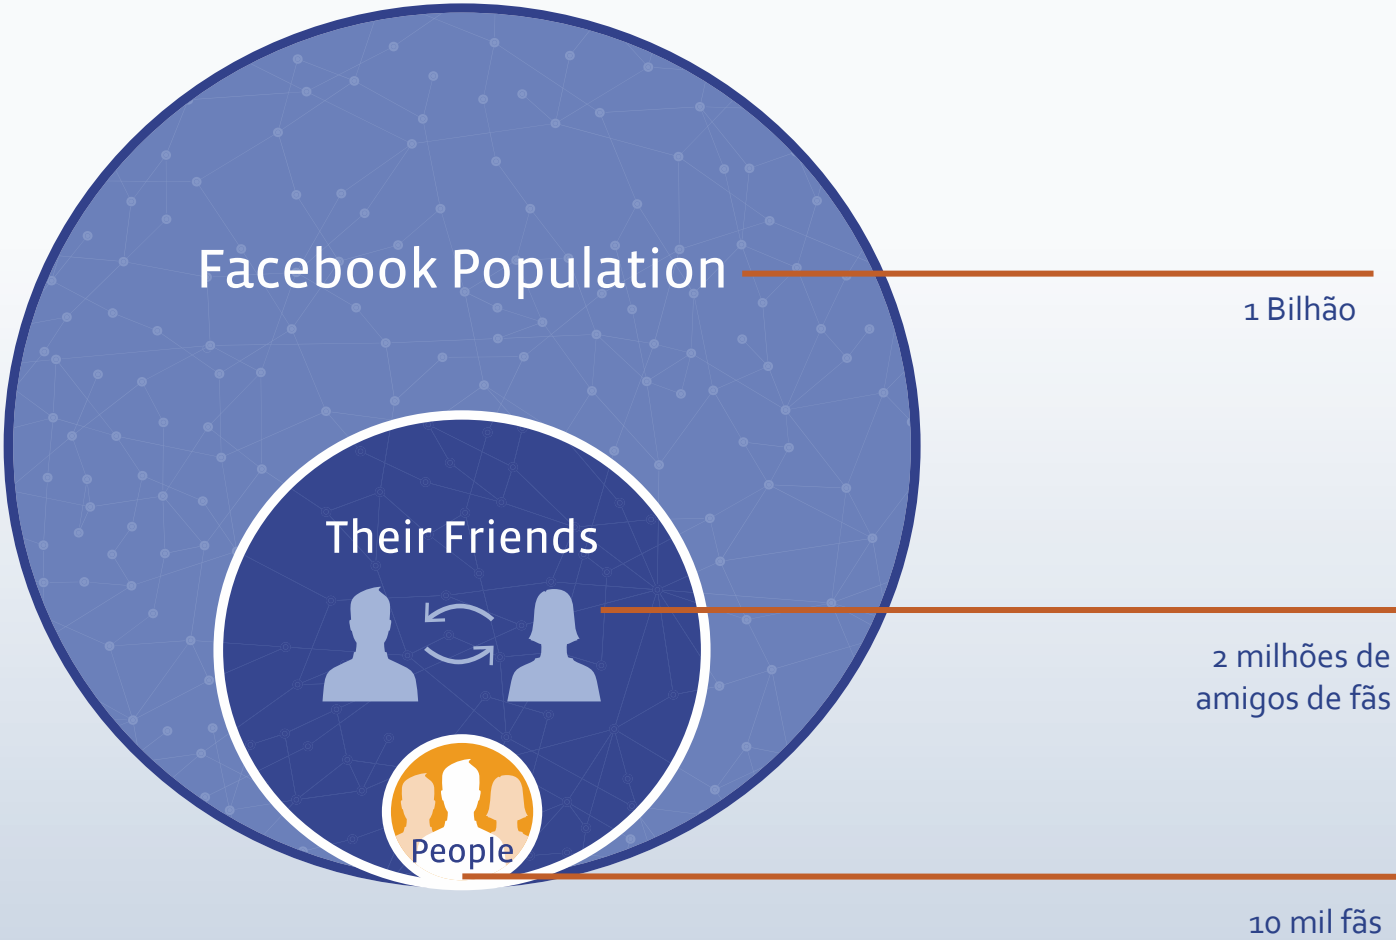 Facebook Population
1 Bilhão
Their Friends
2 milhões de
amigos de fãs
People
10 mil fãs